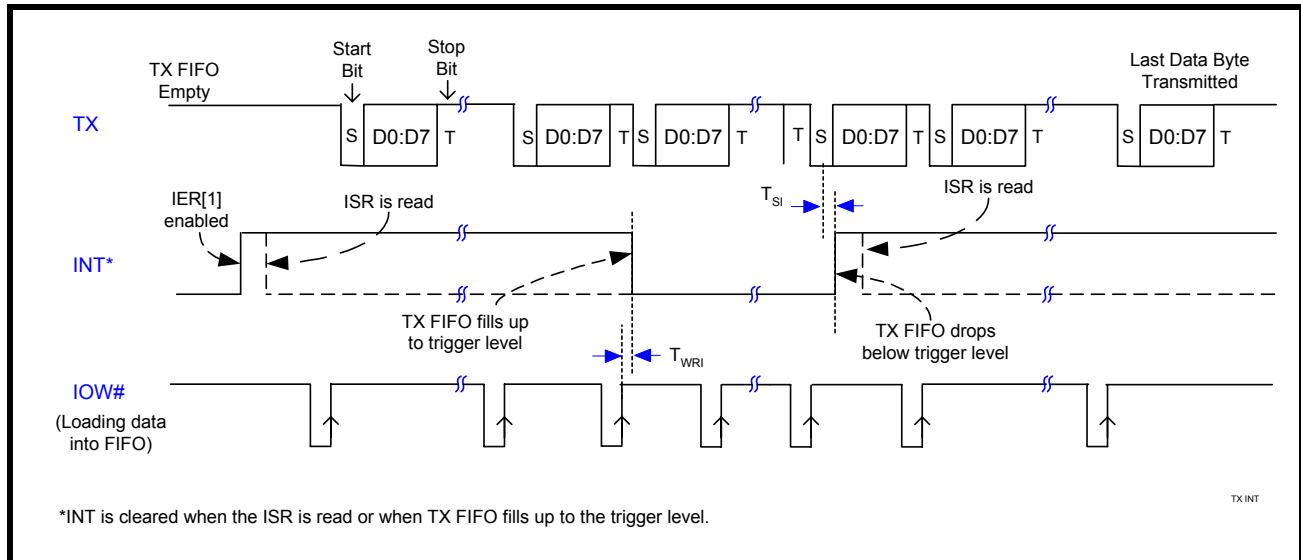 TX FIFO
Empty
Start
Bit
Stop
Bit
Last Data Byte
Transmitted
TX
S D0:D7 T S D0:D7 T S D0:D7 T T S D0:D7 T S D0:D7 T S D0:D7 T
IER[1]
enabled
ISR is read
TSI
ISR is read
INT*
TX FIFO fills up
to trigger level
TX FIFO drops
below trigger level
TWRI
IOW#
(Loading data
into FIFO)
TX INT
*INT is cleared when the ISR is read or when TX FIFO fills up to the trigger level.